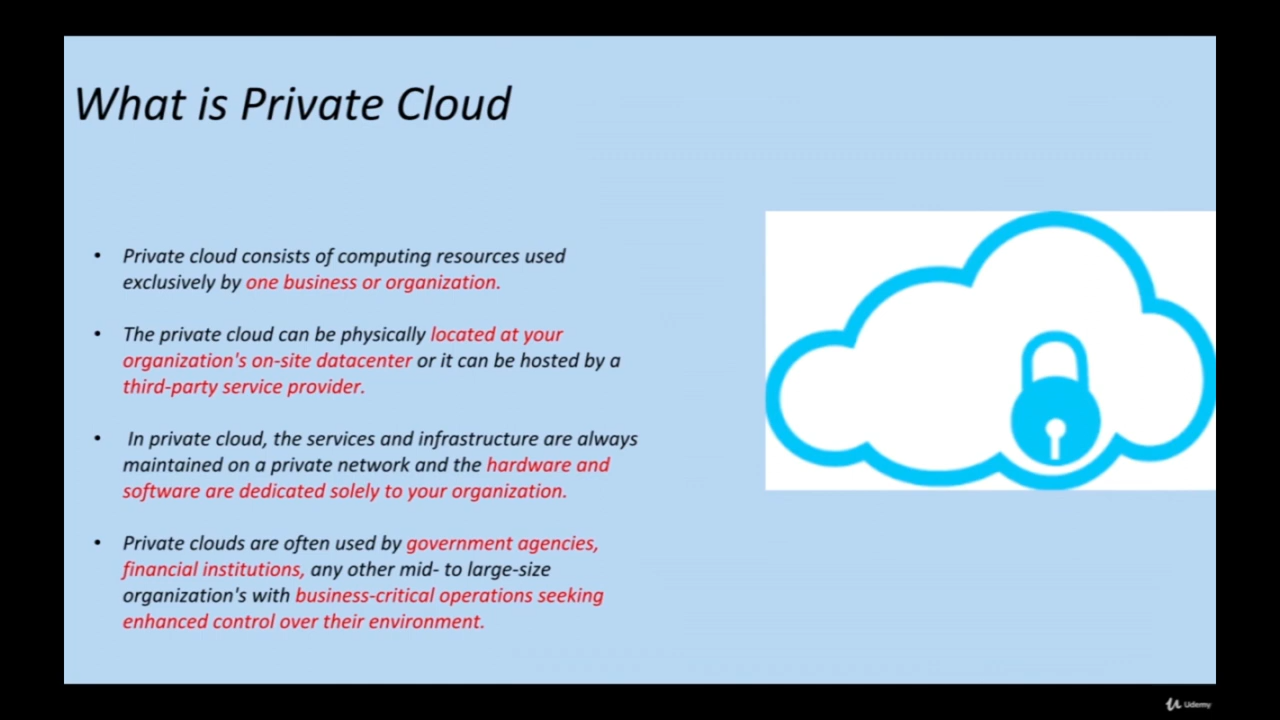 What is Private Cloud
• Private cloud consists of computing resources used
exclusively by one business or organization.
• The private cloud can be physically located at your
organization's on-site datacenter or it can be hosted by a
third-party service provider.
• In private cloud, the services and infrastructure are always
maintained on a private network and the hardware and
software are dedicated solely to your organization.
• Private clouds are often used by government agencies,
financial institutions, any other mid- to large-size
organization's with business-critical operations seeking
enhanced control over their environment.
Udemy